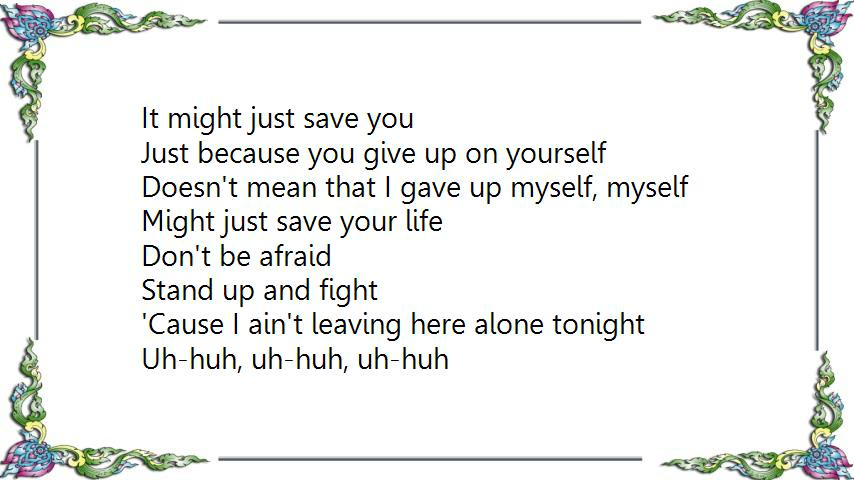 It might just save you
Just because you give up on yourself
Doesn't mean that I gave up myself, myself
Might just save your life
Don't be afraid
Stand up and fight
'Cause I ain't leaving here alone tonight
Uh-huh, uh-huh, uh-huh